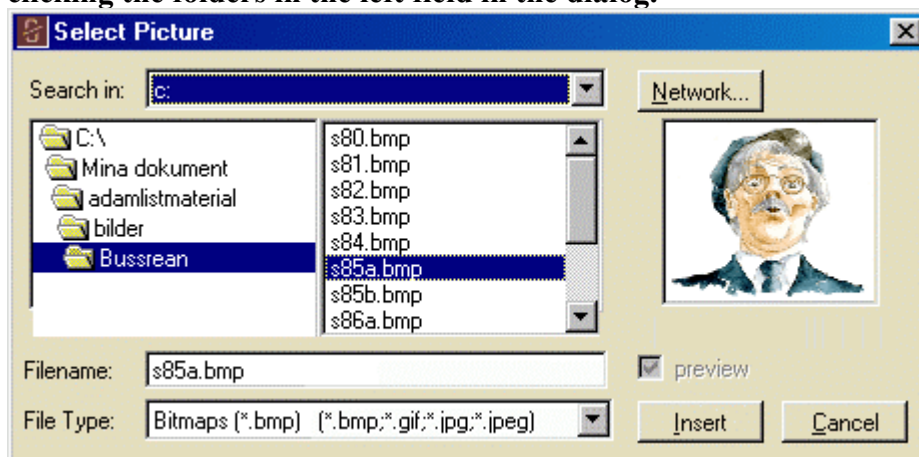 clicking the folders in the left field in the dialog.
Select Picture
Search in: c: Network...
C:\
Mina dokument
adamlistmaterial
bilder
Bussrean
s80.bmp
s81.bmp
s82.bmp
s83.bmp
s84.bmp
s85a.bmp
s85b.bmp
s86a.bmp
Filename: s85a.bmp preview
File Type: Bitmaps (*.bmp) (*.bmp;*.gif;*.jpg;*.jpeg) Insert Cancel